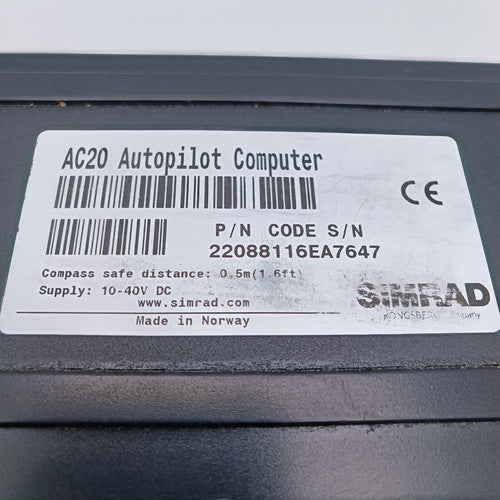 AC20 Autopilot Computer
CE
P/N CODE S/N
22088116EA7647
Compass safe distance: 0.5m(1.6ft)
Supply: 10-40V DC
www.simrad.com
SIMRAD
Made in Norway